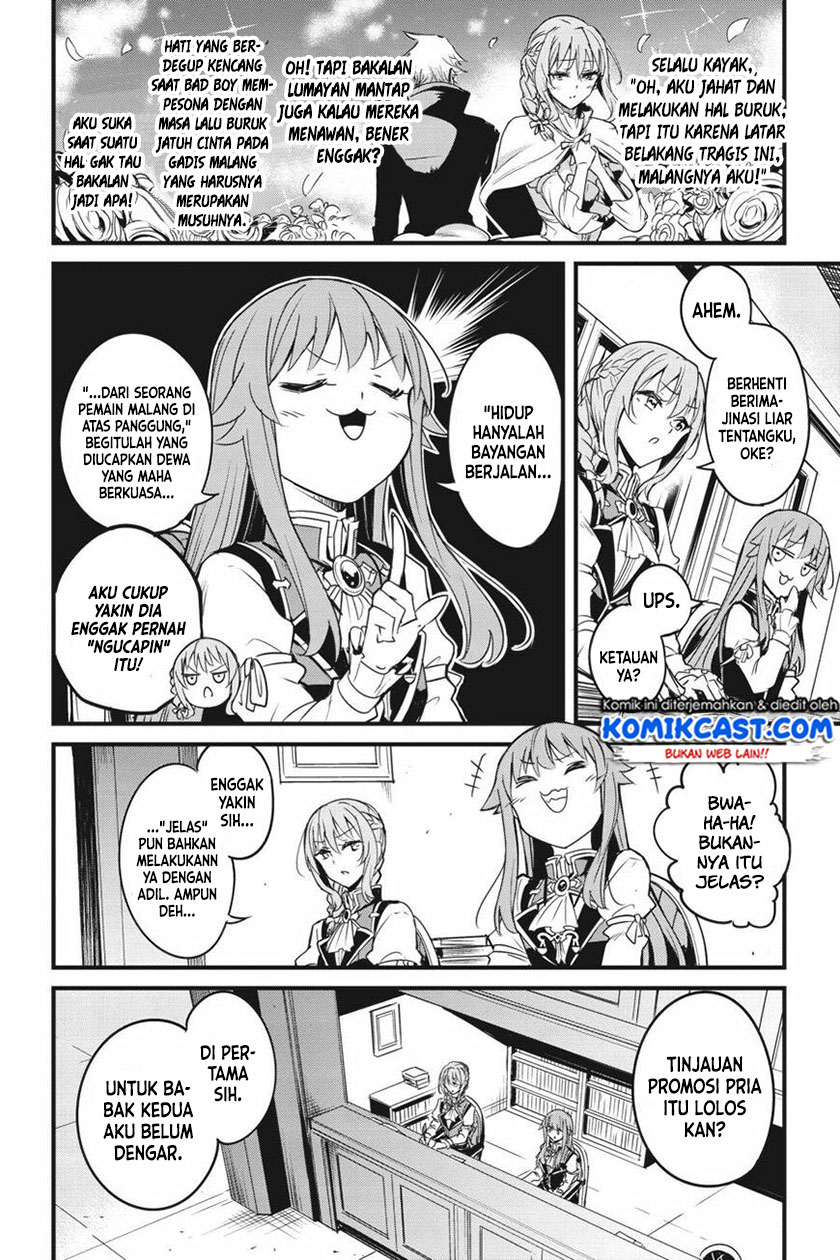 SELALU KAYAK,
"OH, AKU JAHAT DAN
MELAKUKAN HAL BURUK,
TAPI ITU KARENA LATAR
BELAKANG TRAGIS INI,
MALANGNYA AKU!"
OH! TAPI BAKALAN
LUMAYAN MANTAP
JUGA KALAU MEREKA
MENAWAN, BENER
ENGGAK?
HATI YANG BER-
DEGUP KENCANG
SAAT BAD BOY MEM-
PESONA DENGAN
MASA LALU BURUK
JATUH CINTA PADA
GADIS MALANG
YANG HARUSNYA
MERUPAKAN
MUSUHNYA.
AKU SUKA
SAAT SUATU
HAL GAK TAU
BAKALAN
JADI APA!
AHEM.
BERHENTI
BERIMA-
JINASI LIAR
TENTANGKU,
OKE?
UPS.
KETAUAN
YA?
"HIDUP
HANYALAH
BAYANGAN
BERJALAN...
"...DARI SEORANG
PEMAIN MALANG DI
ATAS PANGGUNG,"
BEGITULAH YANG
DIUCAPKAN DEWA
YANG MAHA
BERKUASA...
AKU CUKUP
YAKIN DIA
ENGGAK PERNAH
"NGUCAPIN"
ITU!
Komik ini diterjemahkan & diedit oleh
KOMIKCAST.COM
BUKAN WEB LAIN!!
BWA-
HA-HA!
BUKAN-
NYA ITU
JELAS?
ENGGAK
YAKIN
SIH...
..."JELAS"
PUN BAHKAN
MELAKUKANN
YA DENGAN
ADIL. AMPUN
DEH...
TINJAUAN
PROMOSI PRIA
ITU LOLOS
KAN?
DI PER-
TAMA
SIH.
UNTUK BA-
BAK KEDUA
AKU BELUM
DENGAR.